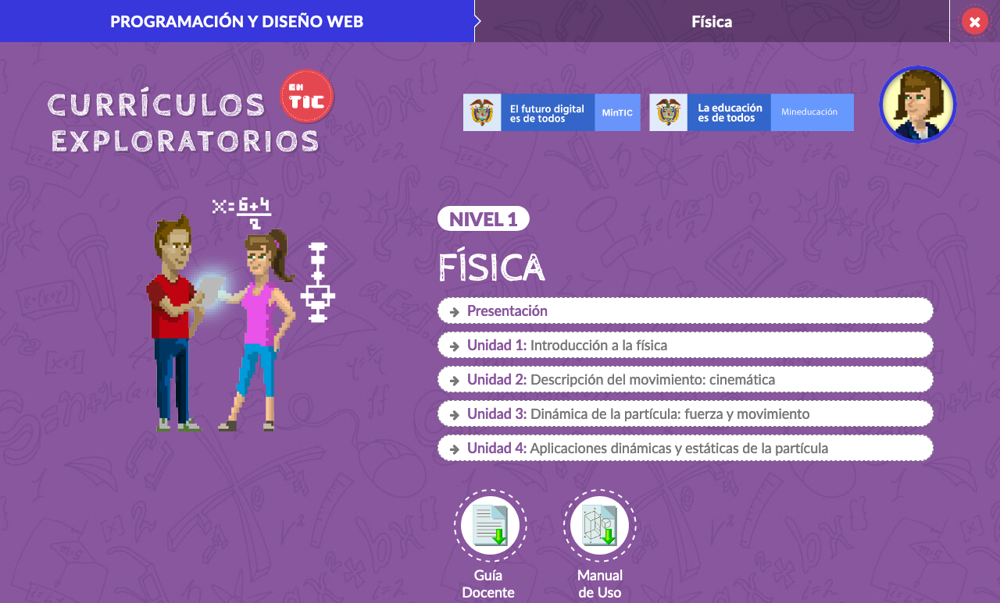 PROGRAMACIÓN Y DISEÑO WEB
Física
CURRÍCULOS
EN
TIC
EXPLORATORIOS
El futuro digital
es de todos
MinTIC
La educación
es de todos
Mineducación
x=6+4
2
NIVEL 1
FÍSICA
Presentación
Unidad 1: Introducción a la física
Unidad 2: Descripción del movimiento: cinemática
Unidad 3: Dinámica de la partícula: fuerza y movimiento
Unidad 4: Aplicaciones dinámicas y estáticas de la partícula
Guía
Docente
Manual
de Uso